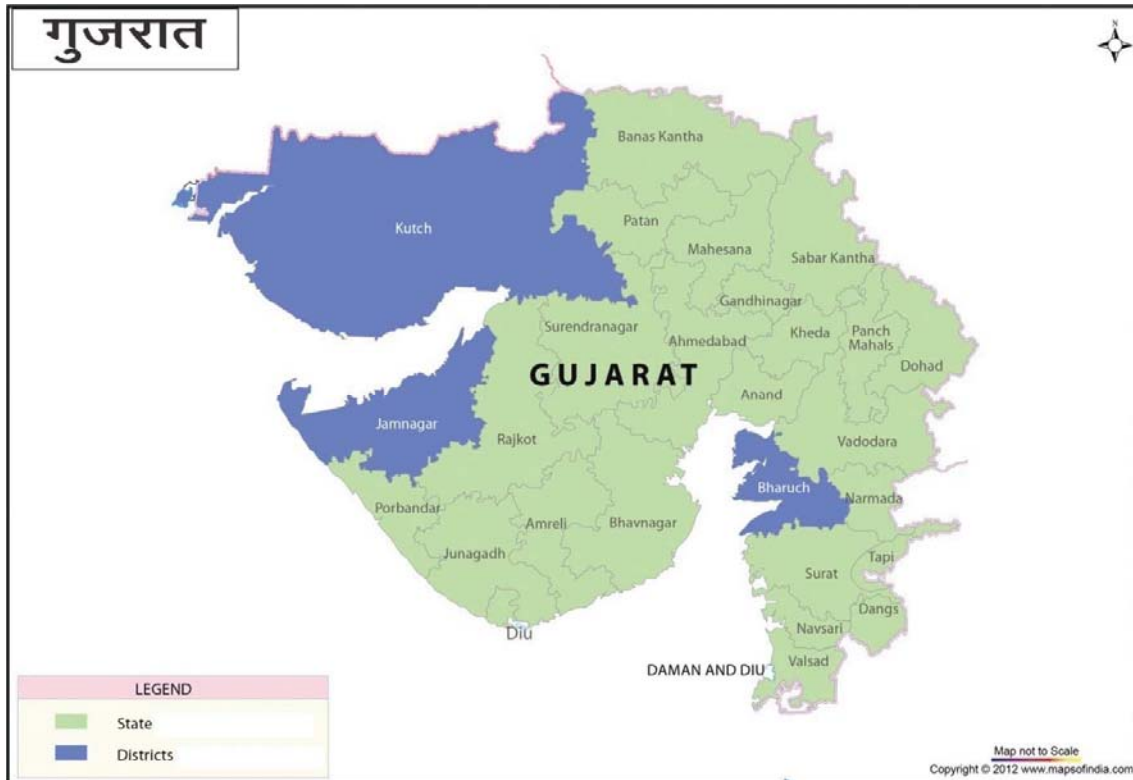 गुजरात
N
Banas Kantha
Kutch
Patan
Mahesana
Sabar Kantha
Gandhinagar
Surendranagar
Ahmedabad
Kheda
Panch
Mahals
Dohad
GUJARAT
Anand
Jamnagar
Rajkot
Vadodara
Bharuch
Narmada
Porbandar
Amreli
Bhavnagar
Junagadh
Tapi
Surat
Dangs
Diu
Navsari
DAMAN AND DIU
Valsad
LEGEND
State
Districts
Map not to Scale
Copyright © 2012 www.mapsofindia.com